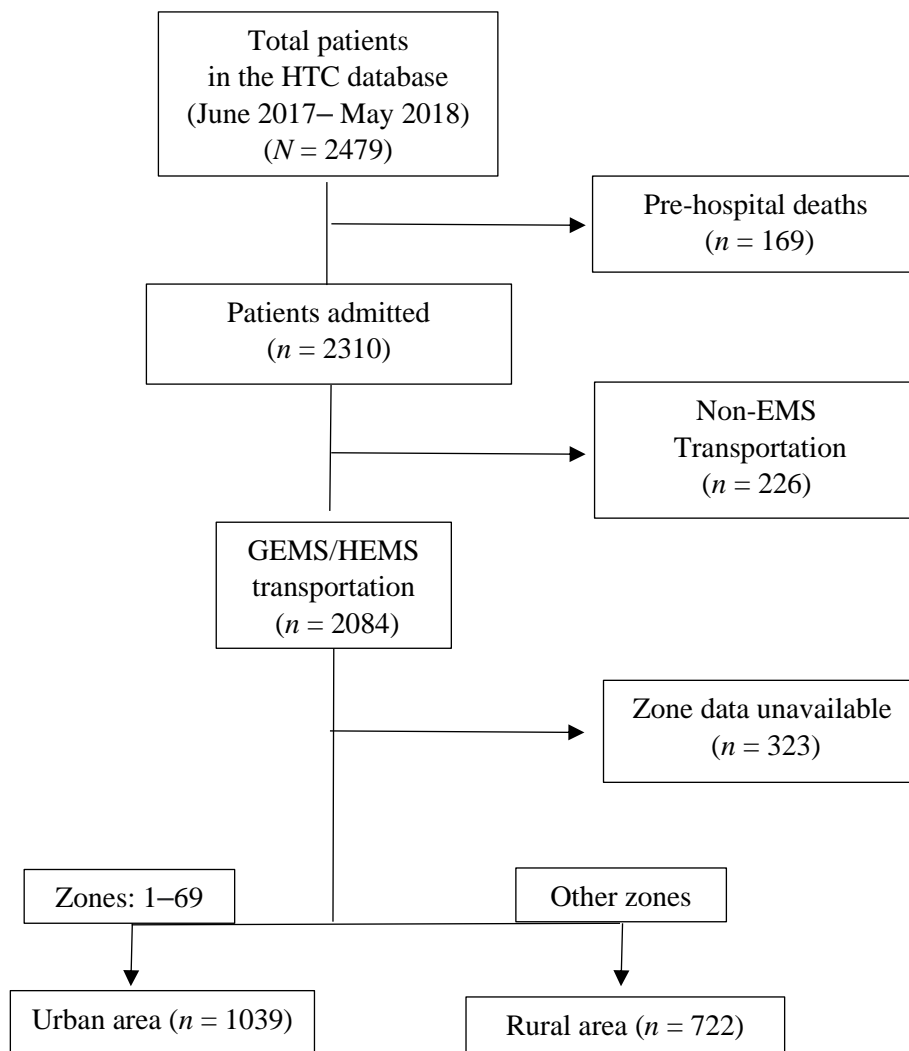 Total patients
in the HTC database
(June 2017– May 2018)
(N = 2479)
Pre-hospital deaths
(n = 169)
Patients admitted
(n = 2310)
Non-EMS
Transportation
(n = 226)
GEMS/HEMS
transportation
(n = 2084)
Zone data unavailable
(n = 323)
Zones: 1–69
Other zones
Urban area (n = 1039)
Rural area (n = 722)